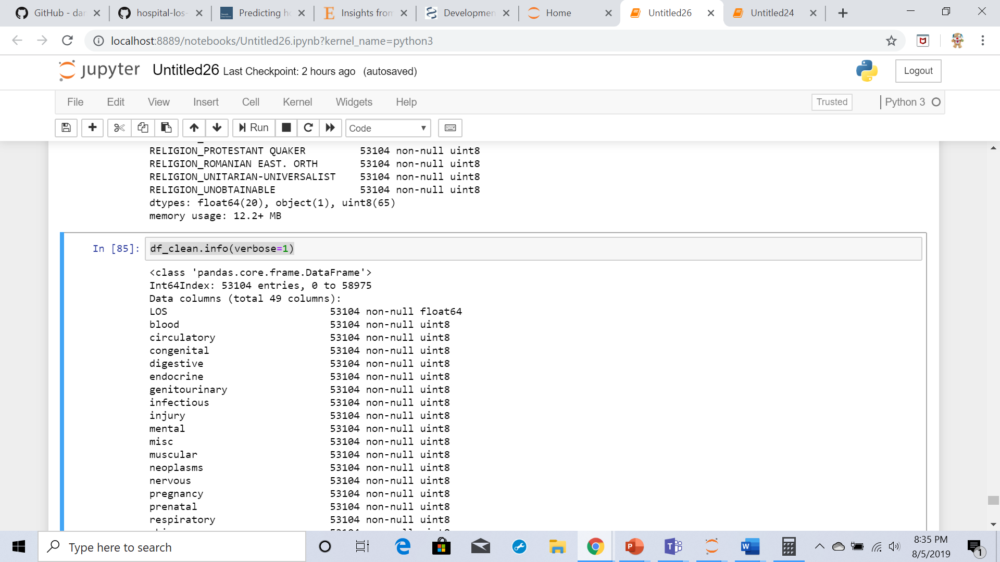 GitHub - dar
hospital-los-
Predicting ho
Insights from
Developmen
Home
Untitled26
Untitled24
localhost:8889/notebooks/Untitled26.ipynb?kernel_name=python3
jupyter Untitled26 Last Checkpoint: 2 hours ago (autosaved)
Logout
File Edit View Insert Cell Kernel Widgets Help
Trusted
Python 3
Run
Code
RELIGION_PROTESTANT QUAKER 53104 non-null uint8
RELIGION_ROMANIAN EAST. ORTH 53104 non-null uint8
RELIGION_UNITARIAN-UNIVERSALIST 53104 non-null uint8
RELIGION_UNOBTAINABLE 53104 non-null uint8
dtypes: float64(20), object(1), uint8(65)
memory usage: 12.2+ MB
In [85]: df_clean.info(verbose=1)
<class 'pandas.core.frame.DataFrame'>
Int64Index: 53104 entries, 0 to 58975
Data columns (total 49 columns):
LOS 53104 non-null float64
blood 53104 non-null uint8
circulatory 53104 non-null uint8
congenital 53104 non-null uint8
digestive 53104 non-null uint8
endocrine 53104 non-null uint8
genitourinary 53104 non-null uint8
infectious 53104 non-null uint8
injury 53104 non-null uint8
mental 53104 non-null uint8
misc 53104 non-null uint8
muscular 53104 non-null uint8
neoplasms 53104 non-null uint8
nervous 53104 non-null uint8
pregnancy 53104 non-null uint8
prenatal 53104 non-null uint8
respiratory 53104 non-null uint8
Type here to search
8:35 PM
8/5/2019
1